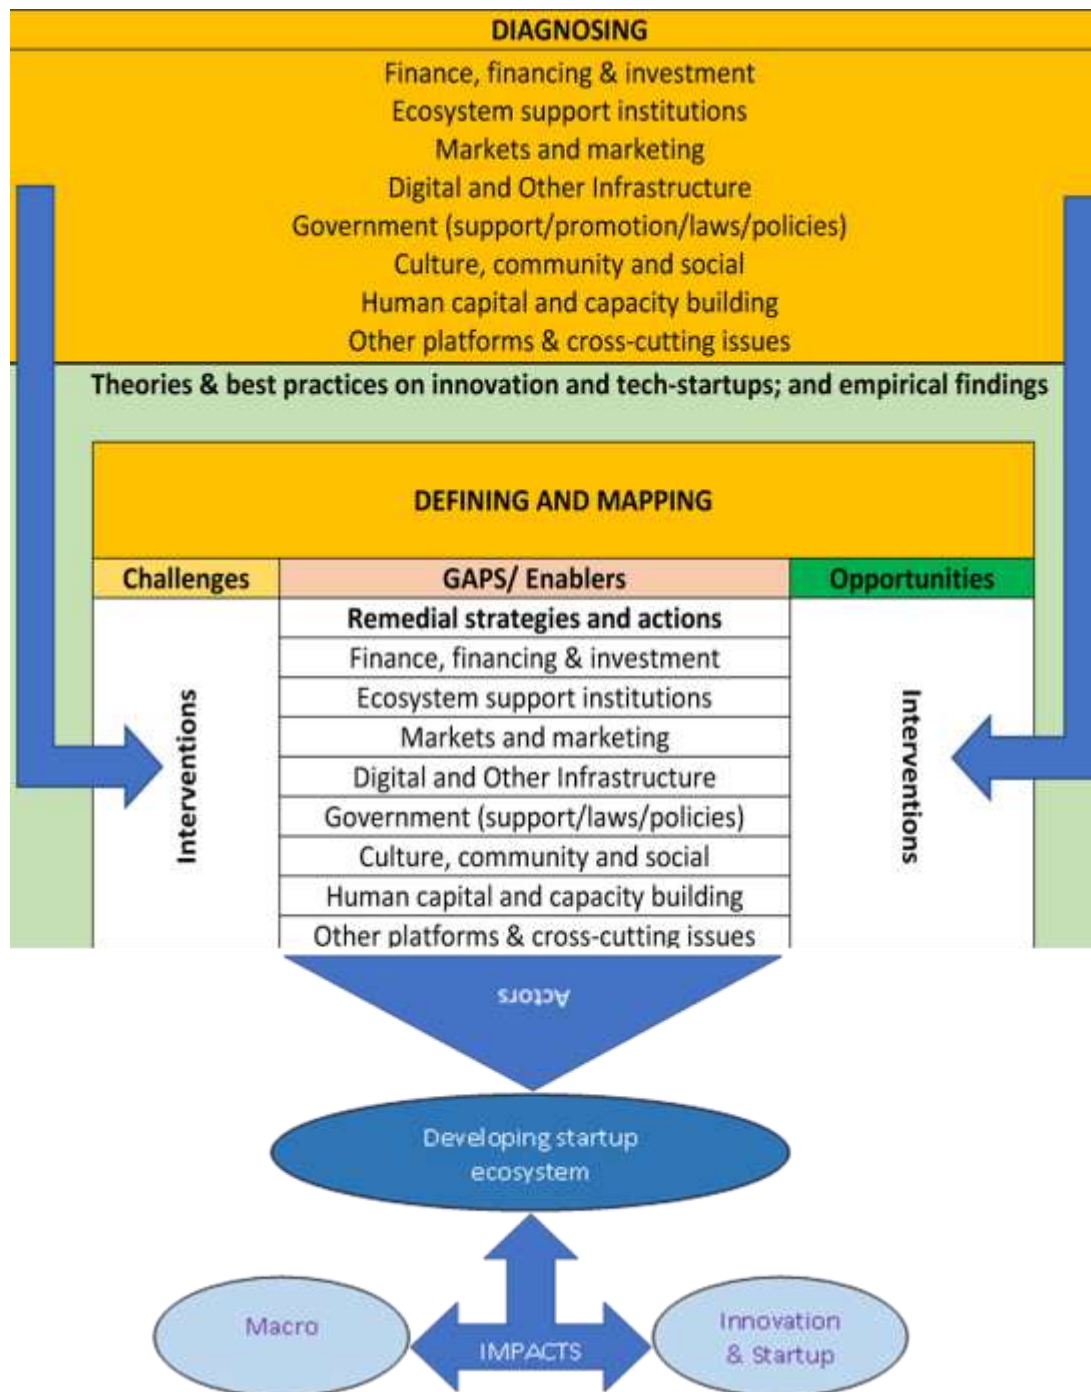 DIAGNOSING
Finance, financing & investment
Ecosystem support institutions
Markets and marketing
Digital and Other Infrastructure
Government (support/promotion/laws/policies)
Culture, community and social
Human capital and capacity building
Other platforms & cross-cutting issues
Theories & best practices on innovation and tech-startups; and empirical findings
DEFINING AND MAPPING
Challenges
GAPS/ Enablers
Opportunities
Interventions
Remedial strategies and actions
Finance, financing & investment
Ecosystem support institutions
Markets and marketing
Digital and Other Infrastructure
Government (support/laws/policies)
Culture, community and social
Human capital and capacity building
Other platforms & cross-cutting issues
Interventions
Actors
Developing startup
ecosystem
Macro
IMPACTS
Innovation
& Startup